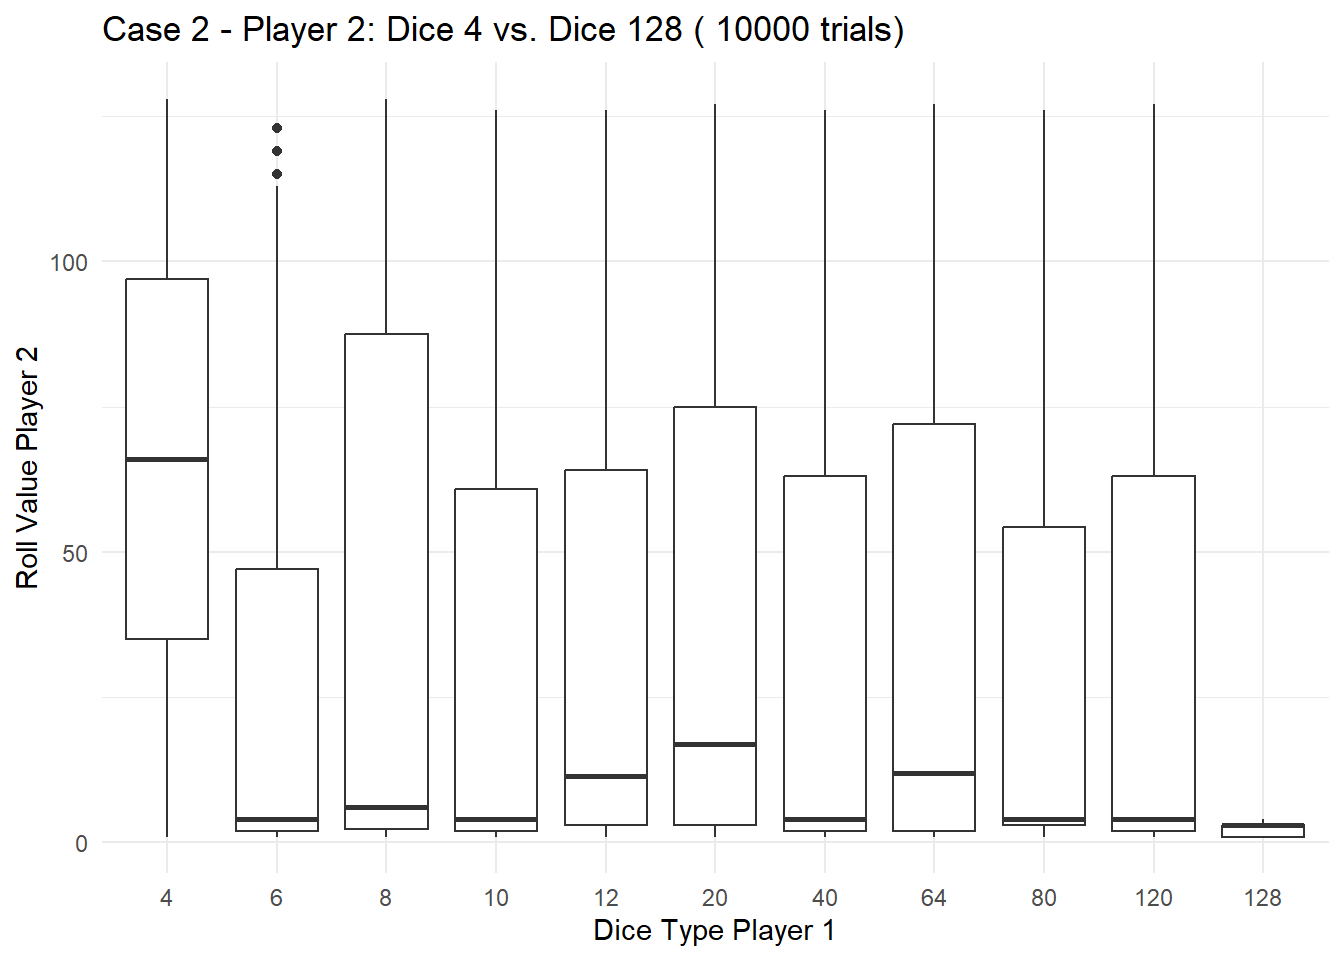 Case 2 - Player 2: Dice 4 vs. Dice 128 ( 10000 trials)
Roll Value Player 2
100
50
0
4 6 8 10 12 20 40 64 80 120 128
Dice Type Player 1